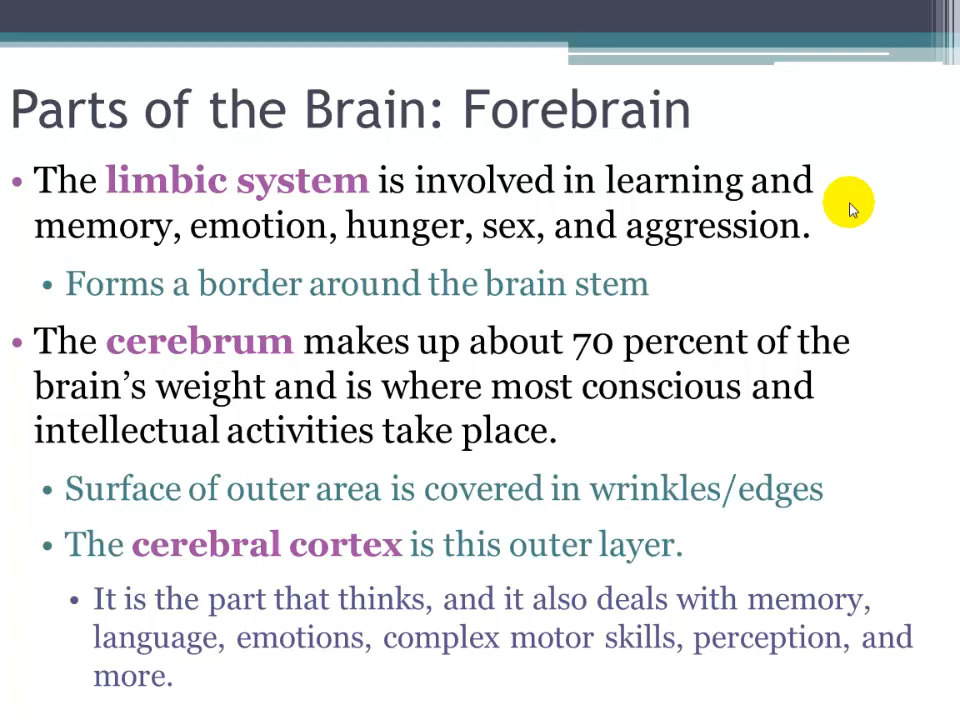 Parts of the Brain: Forebrain
• The limbic system is involved in learning and
memory, emotion, hunger, sex, and aggression.
• Forms a border around the brain stem
• The cerebrum makes up about 70 percent of the
brain’s weight and is where most conscious and
intellectual activities take place.
• Surface of outer area is covered in wrinkles/edges
• The cerebral cortex is this outer layer.
• It is the part that thinks, and it also deals with memory,
language, emotions, complex motor skills, perception, and
more.